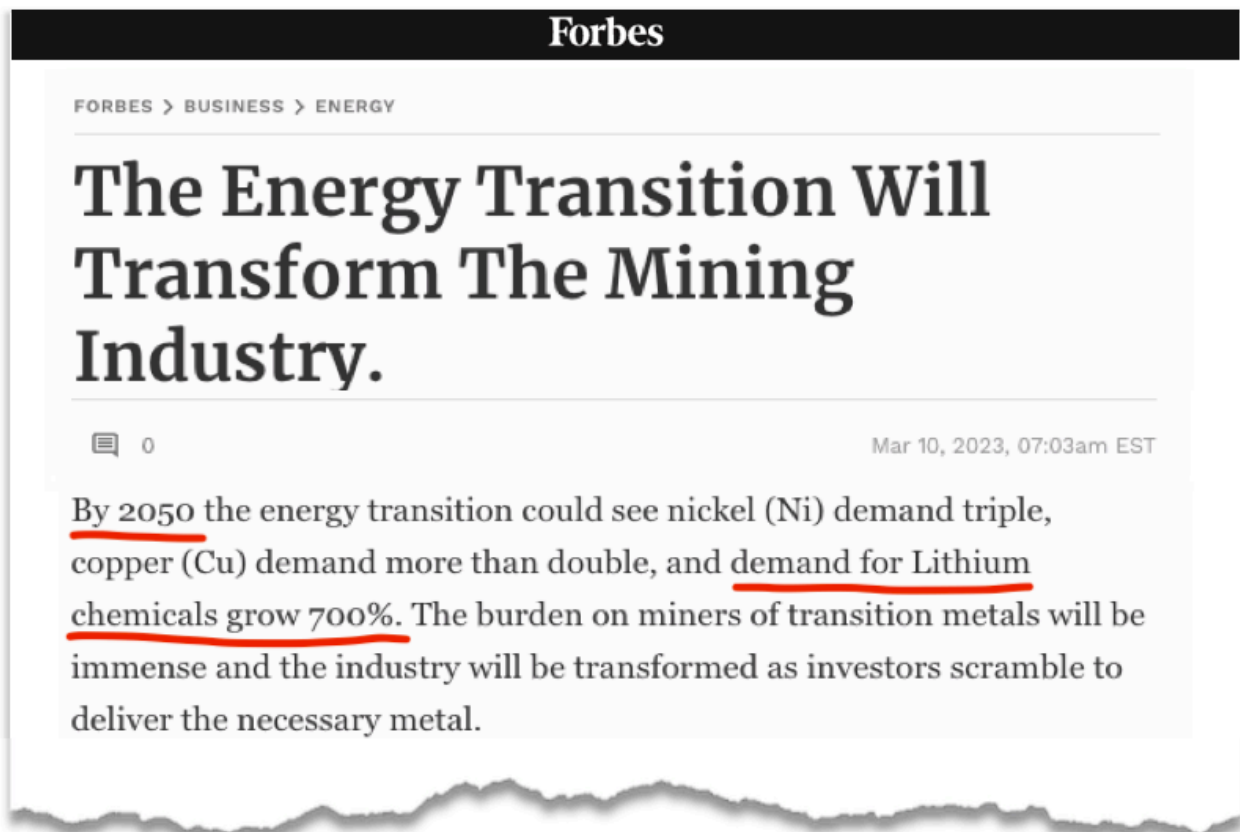 Forbes
FORBES > BUSINESS > ENERGY
The Energy Transition Will
Transform The Mining
Industry.
0
Mar 10, 2023, 07:03am EST
By 2050 the energy transition could see nickel (Ni) demand triple,
copper (Cu) demand more than double, and demand for Lithium
chemicals grow 700%. The burden on miners of transition metals will be
immense and the industry will be transformed as investors scramble to
deliver the necessary metal.